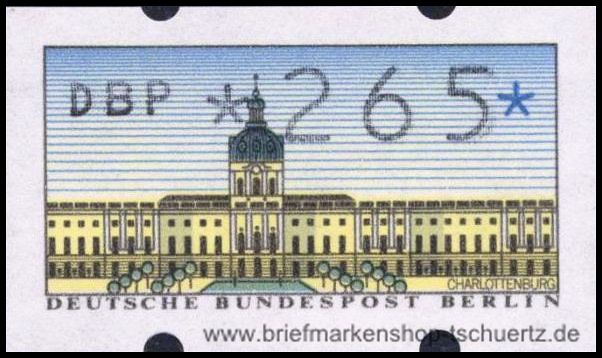 DBP *265*
CHARLOTTENBURG
DEUTSCHE BUNDESPOST BERLIN
www.briefmarkenshop-tschuertz.de